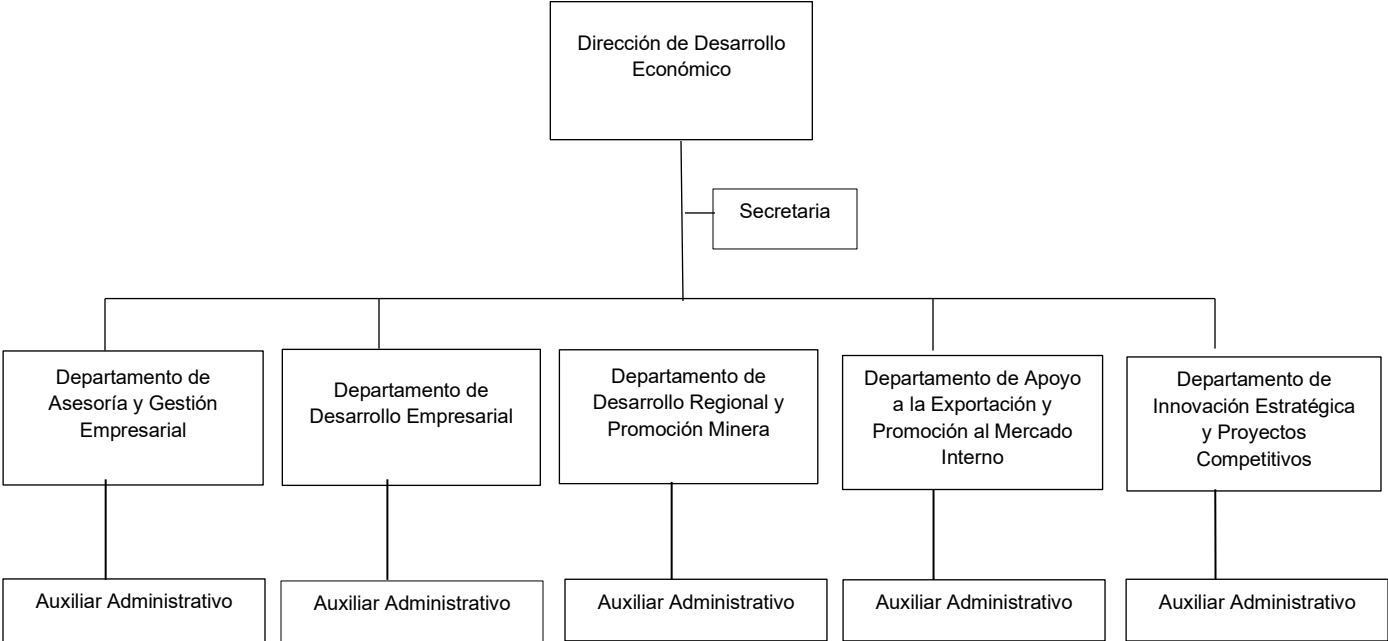 Dirección de Desarrollo
Económico
Secretaria
Departamento de
Asesoría y Gestión
Empresarial
Departamento de
Desarrollo Empresarial
Departamento de
Desarrollo Regional y
Promoción Minera
Departamento de Apoyo
a la Exportación y
Promoción al Mercado
Interno
Departamento de
Innovación Estratégica
y Proyectos
Competitivos
Auxiliar Administrativo
Auxiliar Administrativo
Auxiliar Administrativo
Auxiliar Administrativo
Auxiliar Administrativo